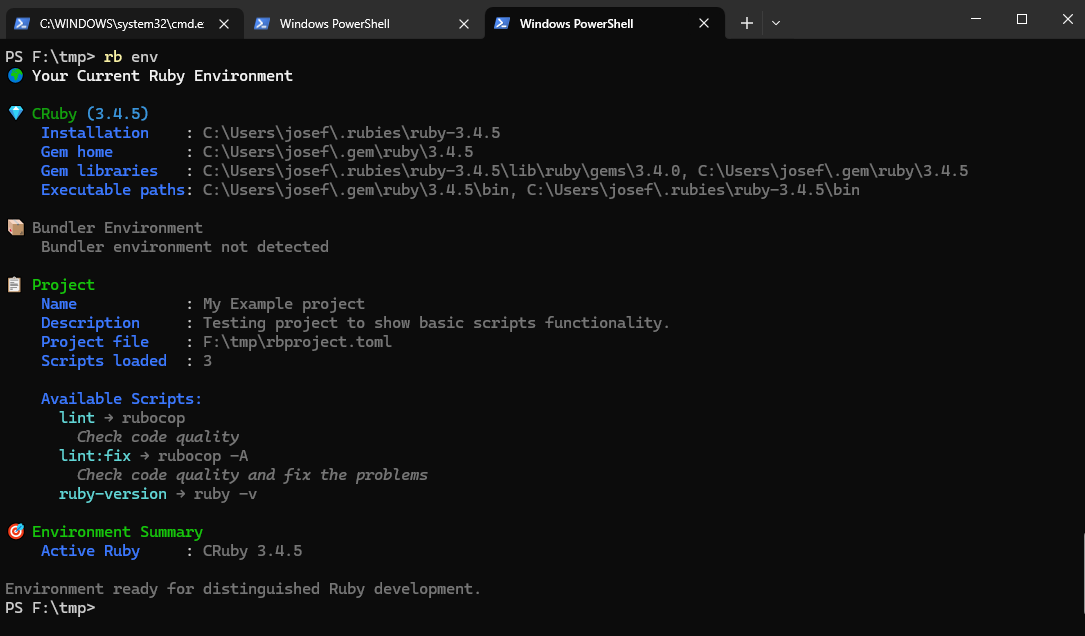 C:\WINDOWS\system32\cmd.e
Windows PowerShell
Windows PowerShell
PS F:\tmp> rb env
Your Current Ruby Environment
CRuby (3.4.5)
Installation : C:\Users\josef\.rubies\ruby-3.4.5
Gem home : C:\Users\josef\.gem\ruby\3.4.5
Gem libraries : C:\Users\josef\.rubies\ruby-3.4.5\lib\ruby\gems\3.4.0, C:\Users\josef\.gem\ruby\3.4.5
Executable paths: C:\Users\josef\.gem\ruby\3.4.5\bin, C:\Users\josef\.rubies\ruby-3.4.5\bin
Bundler Environment
Bundler environment not detected
Project
Name : My Example project
Description : Testing project to show basic scripts functionality.
Project file : F:\tmp\rbproject.toml
Scripts loaded : 3
Available Scripts:
lint → rubocop
Check code quality
lint:fix → rubocop -A
Check code quality and fix the problems
ruby-version → ruby -v
Environment Summary
Active Ruby : CRuby 3.4.5
Environment ready for distinguished Ruby development.
PS F:\tmp>